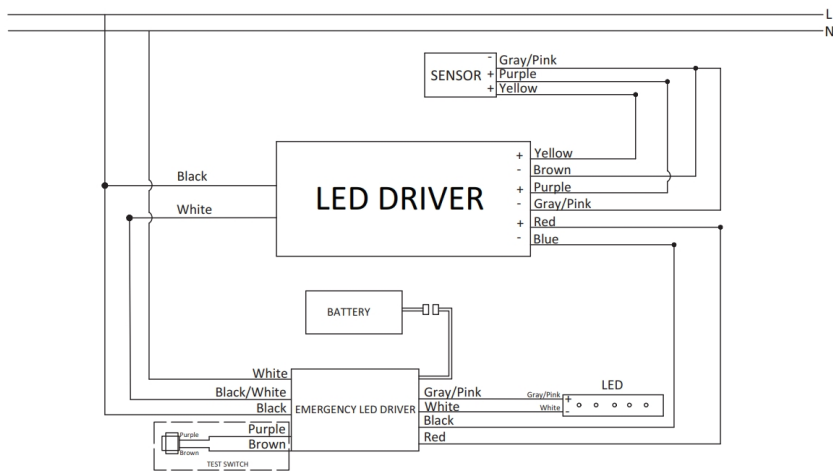 L
N
- Gray/Pink
SENSOR + Purple
+ Yellow
Black
White
LED DRIVER
+ Yellow
- Brown
+ Purple
- Gray/Pink
+ Red
- Blue
BATTERY
White
Black/White
Black
Purple
Brown
EMERGENCY LED DRIVER
Gray/Pink
White
Black
Red
LED
Gray/Pink +
White -
Purple
Brown
TEST SWITCH